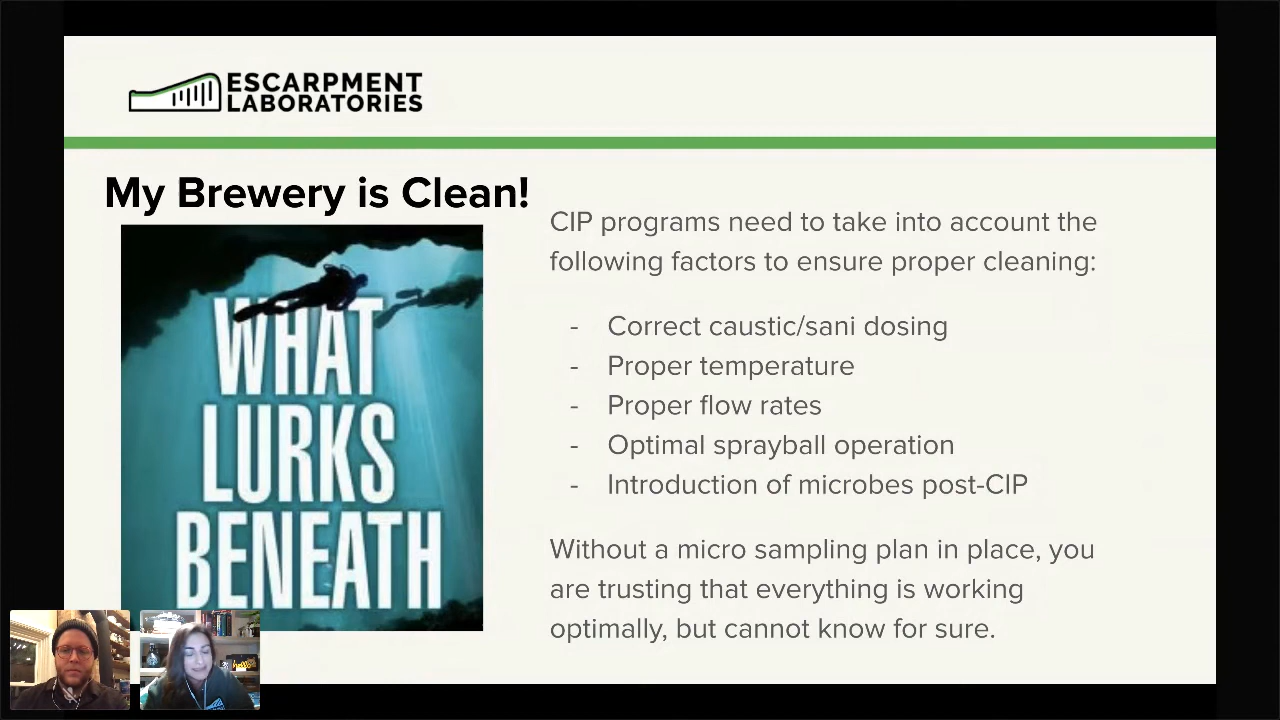 ESCARPMENT
LABORATORIES
My Brewery is Clean!
WHAT
LURKS
BENEATH
CIP programs need to take into account the
following factors to ensure proper cleaning:
- Correct caustic/sani dosing
- Proper temperature
- Proper flow rates
- Optimal sprayball operation
- Introduction of microbes post-CIP
Without a micro sampling plan in place, you
are trusting that everything is working
optimally, but cannot know for sure.